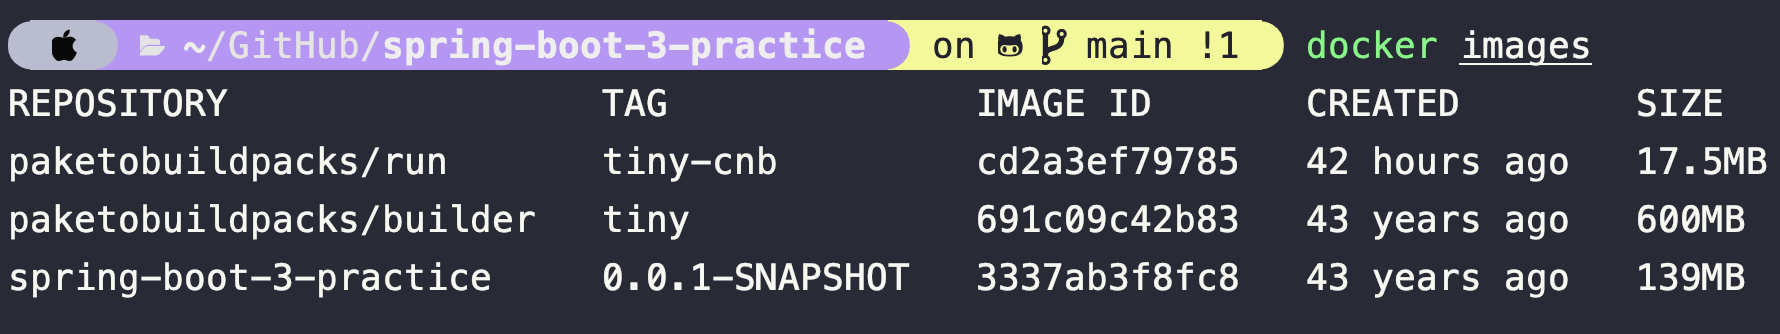 ~/GitHub/spring-boot-3-practice on main !1 docker images
REPOSITORY TAG IMAGE ID CREATED SIZE
paketobuildpacks/run tiny-cnb cd2a3ef79785 42 hours ago 17.5MB
paketobuildpacks/builder tiny 691c09c42b83 43 years ago 600MB
spring-boot-3-practice 0.0.1-SNAPSHOT 3337ab3f8fc8 43 years ago 139MB